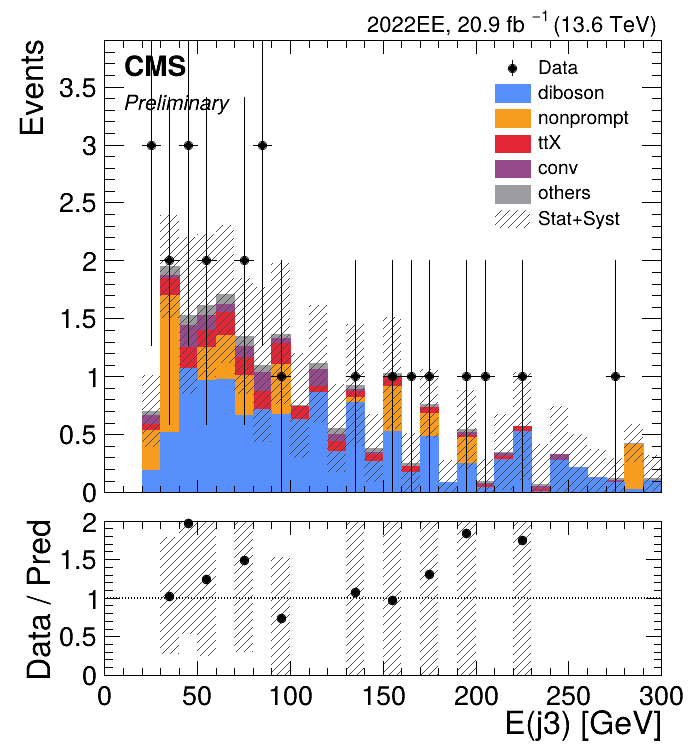 2022EE, 20.9 fb⁻¹ (13.6 TeV)
CMS
Preliminary
Events
3.5
3
2.5
2
1.5
1
0.5
0
Data
diboson
nonprompt
ttX
conv
others
Stat+Syst
Data / Pred
2
1.5
1
0.5
0
0 50 100 150 200 250 300
E(j3) [GeV]